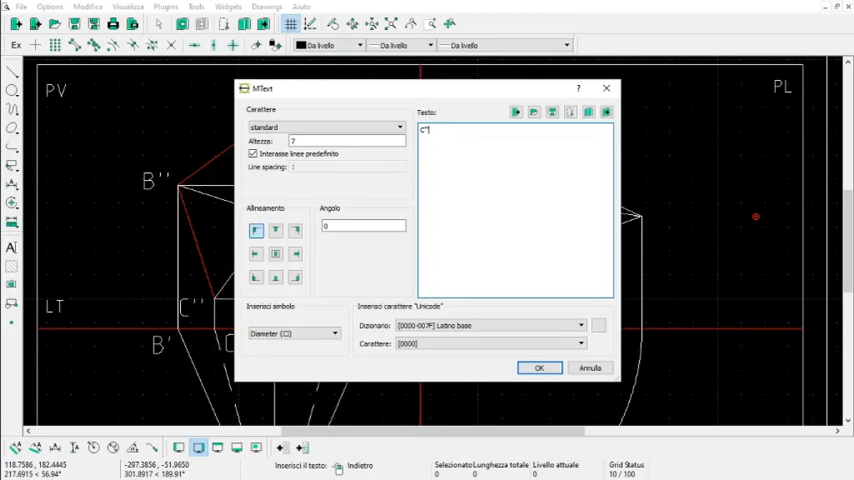 File Modifica Visualizza Plugins Tools Widgets Disegni Aiuto
Ex Da livello Da livello Da livello
PV
PL
B''
C''
LT
B'
MText
?
Carattere
standard
Altezza: 7
Interasse linee predefinito
Line spacing: 1
Allineamento
Angolo
0
Inserisci simbolo
Diameter
Testo:
C''
Inserisci carattere "Unicode"
Dizionario: [0000-007F] Latino base
Carattere: [0000]
OK Annulla
118.7586 , 182.4445
217.6915 < 56.94°
-297.3856 , -51.9650
301.8917 < 189.91°
Inserisci il testo: Indietro
Selezionato Lunghezza totale Livello attuale Grid Status
0 0 0 10 / 100